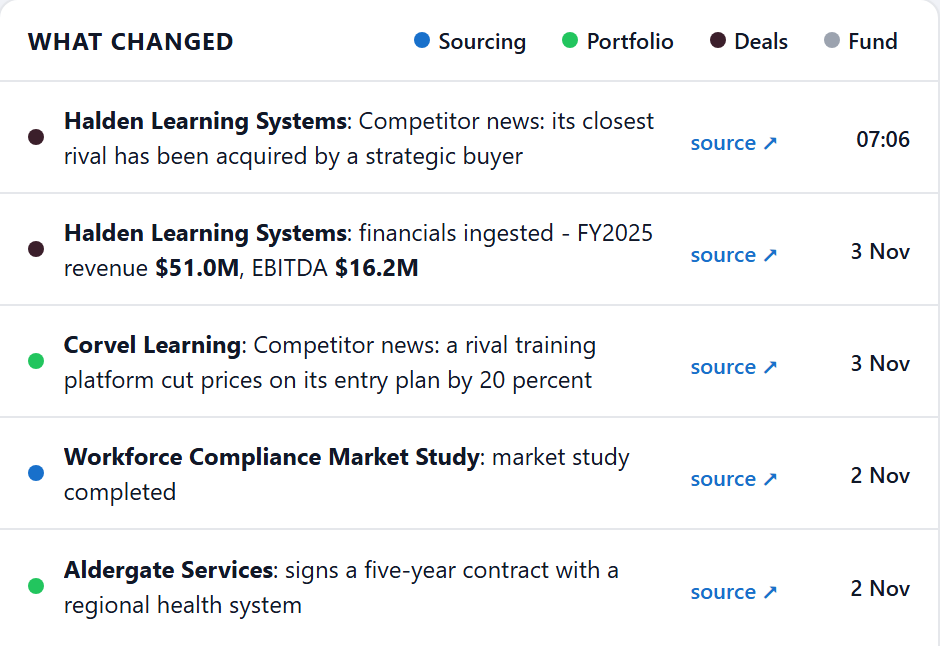 WHAT CHANGED
Sourcing Portfolio Deals Fund
Halden Learning Systems: Competitor news: its closest
rival has been acquired by a strategic buyer
source ↗
07:06
Halden Learning Systems: financials ingested - FY2025
revenue $51.0M, EBITDA $16.2M
source ↗
3 Nov
Corvel Learning: Competitor news: a rival training
platform cut prices on its entry plan by 20 percent
source ↗
3 Nov
Workforce Compliance Market Study: market study
completed
source ↗
2 Nov
Aldergate Services: signs a five-year contract with a
regional health system
source ↗
2 Nov